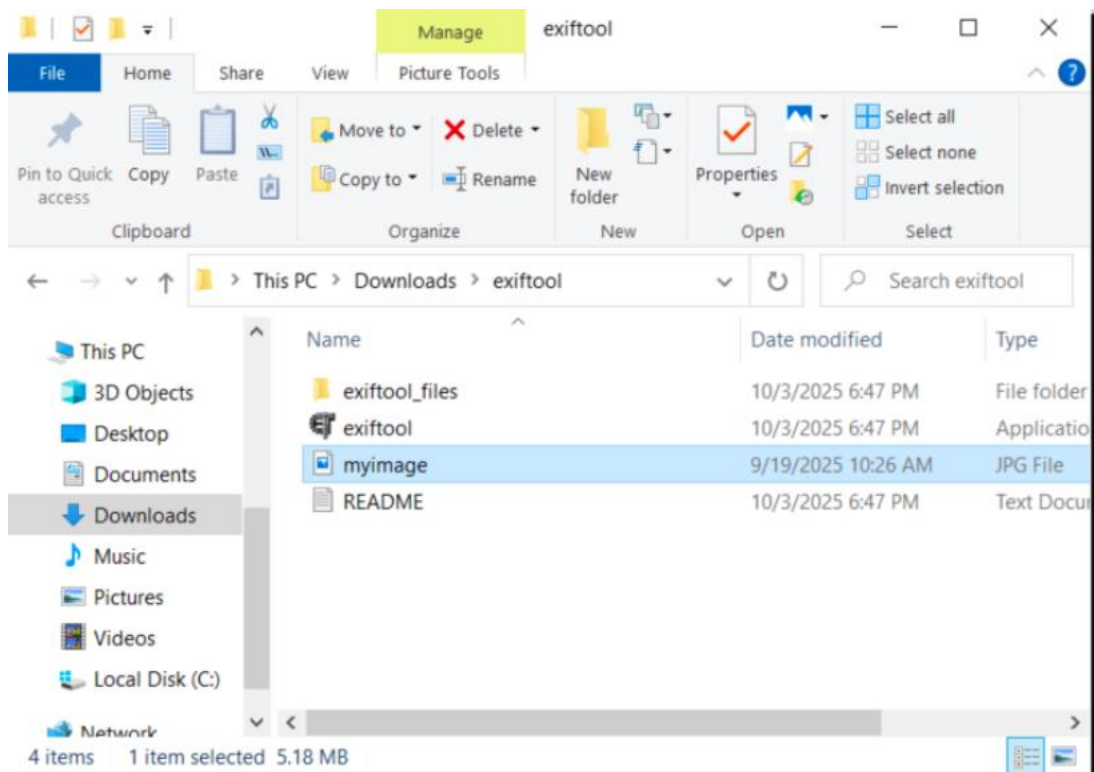 Manage exiftool
File Home Share View Picture Tools
Pin to Quick access
Copy
Paste
Move to
Copy to
Delete
Rename
New folder
Properties
Select all
Select none
Invert selection
Clipboard Organize New Open Select
This PC > Downloads > exiftool
Search exiftool
Name Date modified Type
exiftool_files 10/3/2025 6:47 PM File folder
exiftool 10/3/2025 6:47 PM Applicatio
myimage 9/19/2025 10:26 AM JPG File
README 10/3/2025 6:47 PM Text Docu
This PC
3D Objects
Desktop
Documents
Downloads
Music
Pictures
Videos
Local Disk (C:)
Network
4 items 1 item selected 5.18 MB